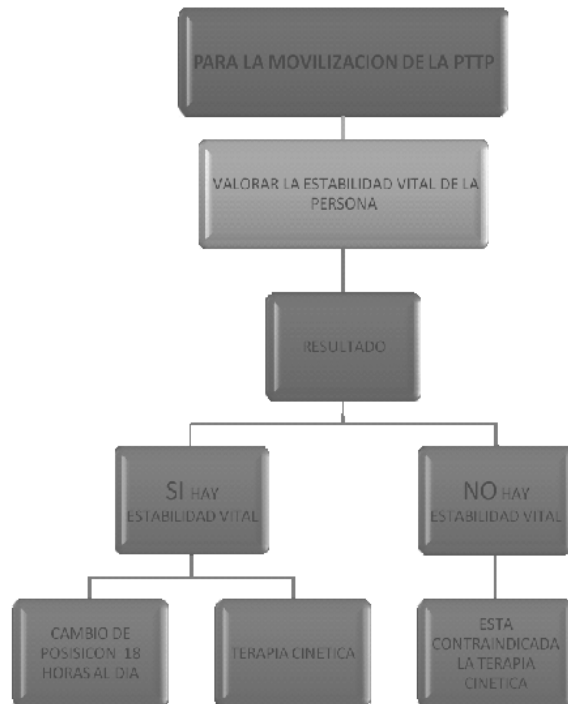 PARA LA MOVILIZACION DE LA PTTP
VALORAR LA ESTABILIDAD VITAL DE LA
PERSONA
RESULTADO
SI HAY
ESTABILIDAD VITAL
NO HAY
ESTABILIDAD VITAL
CAMBIO DE
POSISICON 18
HORAS AL DIA
TERAPIA CINETICA
ESTA
CONTRAINDICADA
LA TERAPIA
CINETICA